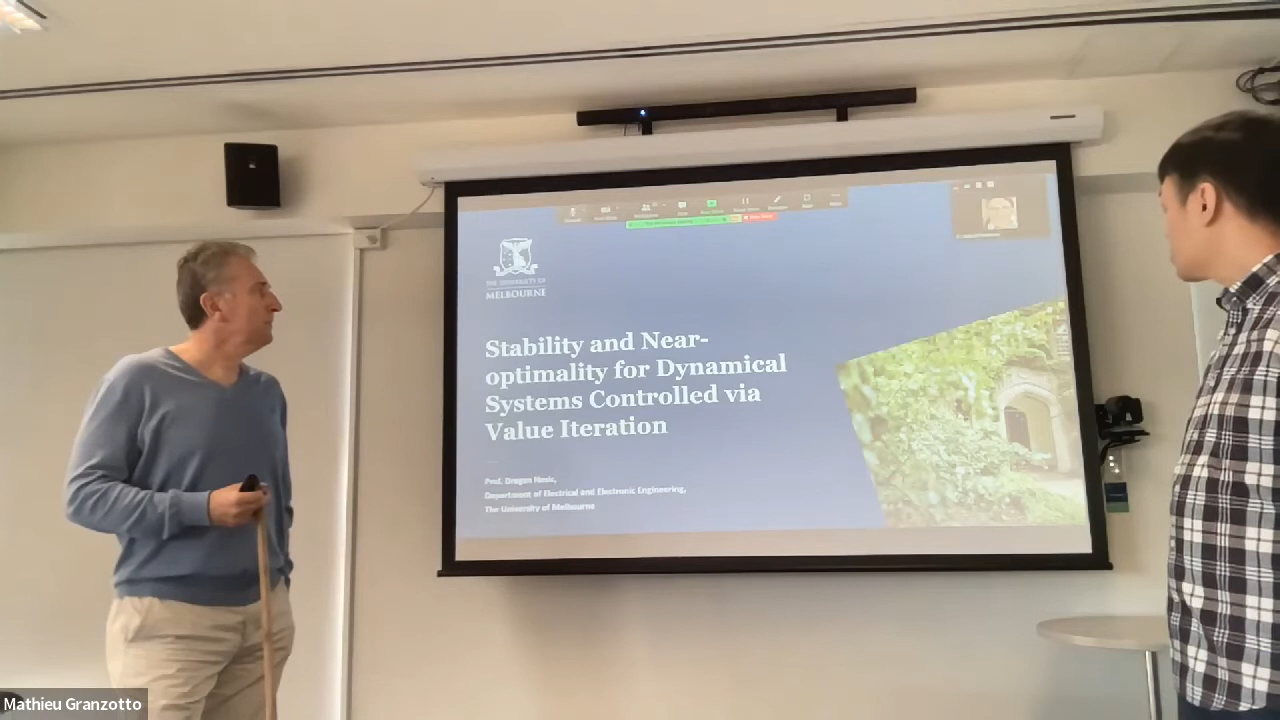 THE UNIVERSITY OF
MELBOURNE
Stability and Near-
optimality for Dynamical
Systems Controlled via
Value Iteration
Prof. Dragan Nesic,
Department of Electrical and Electronic Engineering,
The University of Melbourne
Mathieu Granzotto